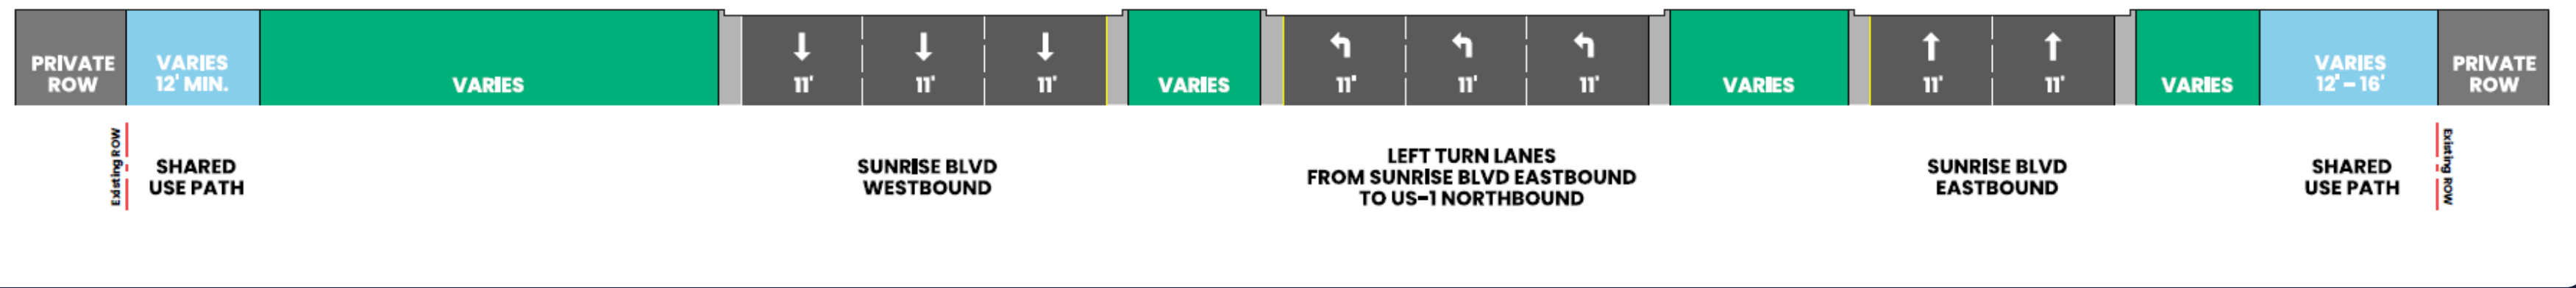 PRIVATE
ROW
VARIES
12' MIN.
VARIES
11'
11'
11'
VARIES
11'
11'
11'
VARIES
11'
11'
VARIES
VARIES
12' – 16'
PRIVATE
ROW
Existing ROW
SHARED
USE PATH
SUNRISE BLVD
WESTBOUND
LEFT TURN LANES
FROM SUNRISE BLVD EASTBOUND
TO US-1 NORTHBOUND
SUNRISE BLVD
EASTBOUND
SHARED
USE PATH
Existing ROW